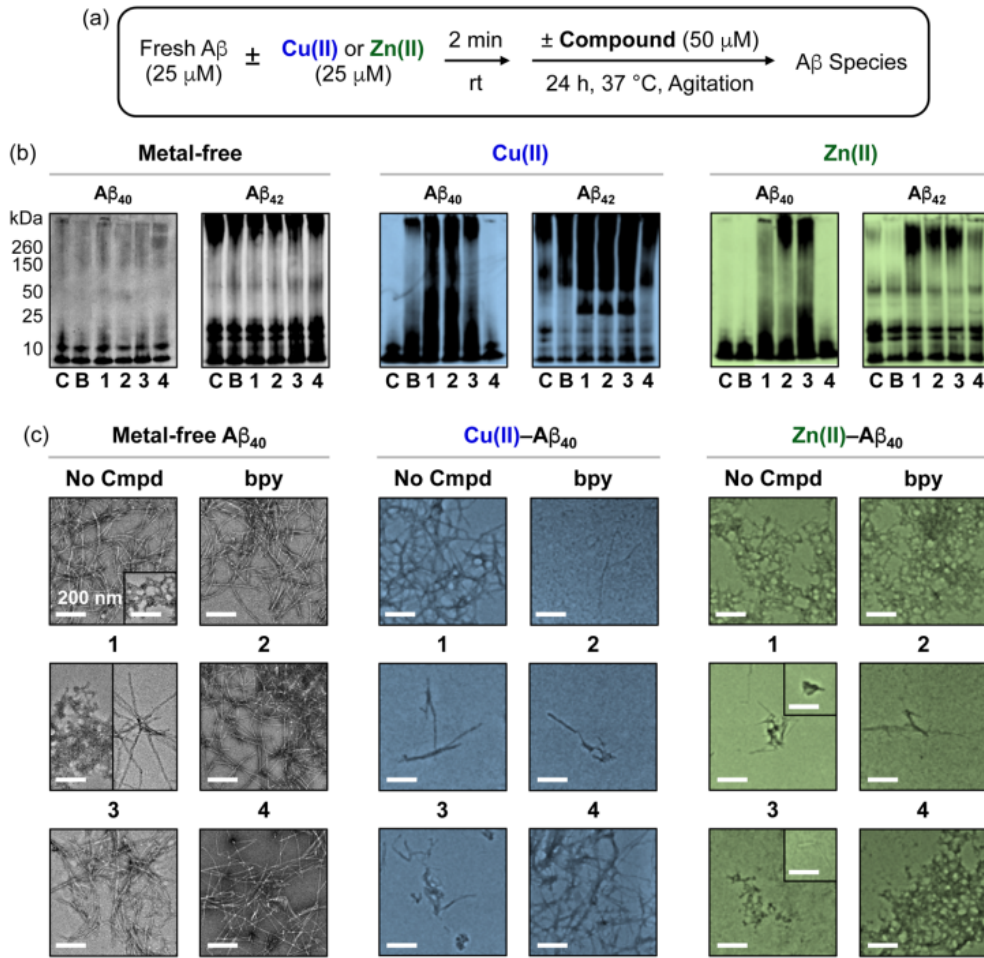 (a)
Fresh Aβ ± Cu(II) or Zn(II) 2 min ± Compound (50 μM) Aβ Species
(25 μM) (25 μM) rt 24 h, 37 °C, Agitation
(b) Metal-free Cu(II) Zn(II)
Aβ40 Aβ42 Aβ40 Aβ42 Aβ40 Aβ42
kDa
260
150
50
25
10
C B 1 2 3 4 C B 1 2 3 4 C B 1 2 3 4 C B 1 2 3 4 C B 1 2 3 4 C B 1 2 3 4
(c) Metal-free Aβ40 Cu(II)–Aβ40 Zn(II)–Aβ40
No Cmpd bpy No Cmpd bpy No Cmpd bpy
200 nm
1 2 1 2 1 2
3 4 3 4 3 4